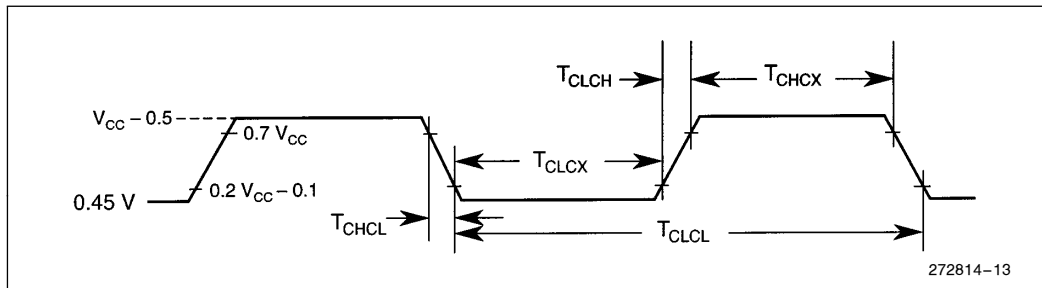 T_CLCH
T_CHCX
V_CC – 0.5
0.7 V_CC
T_CLCX
0.2 V_CC – 0.1
0.45 V
T_CHCL
T_CLCL
272814–13